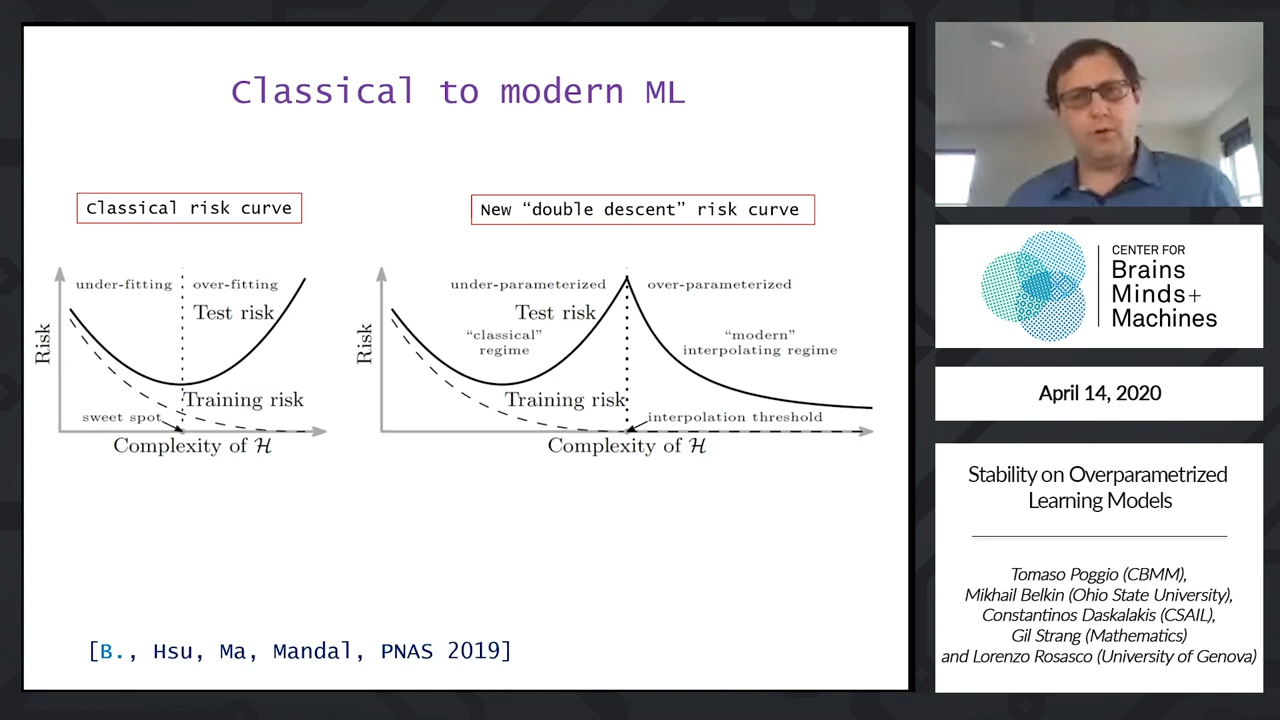 Classical to modern ML
Classical risk curve
New “double descent” risk curve
under-fitting
over-fitting
Test risk
Risk
Training risk
sweet spot
Complexity of ℋ
under-parameterized
over-parameterized
Test risk
“classical”
regime
“modern”
interpolating regime
Risk
Training risk
interpolation threshold
Complexity of ℋ
[B., Hsu, Ma, Mandal, PNAS 2019]
CENTER FOR
Brains
Minds+
Machines
April 14, 2020
Stability on Overparametrized
Learning Models
Tomaso Poggio (CBMM),
Mikhail Belkin (Ohio State University),
Constantinos Daskalakis (CSAIL),
Gil Strang (Mathematics)
and Lorenzo Rosasco (University of Genova)